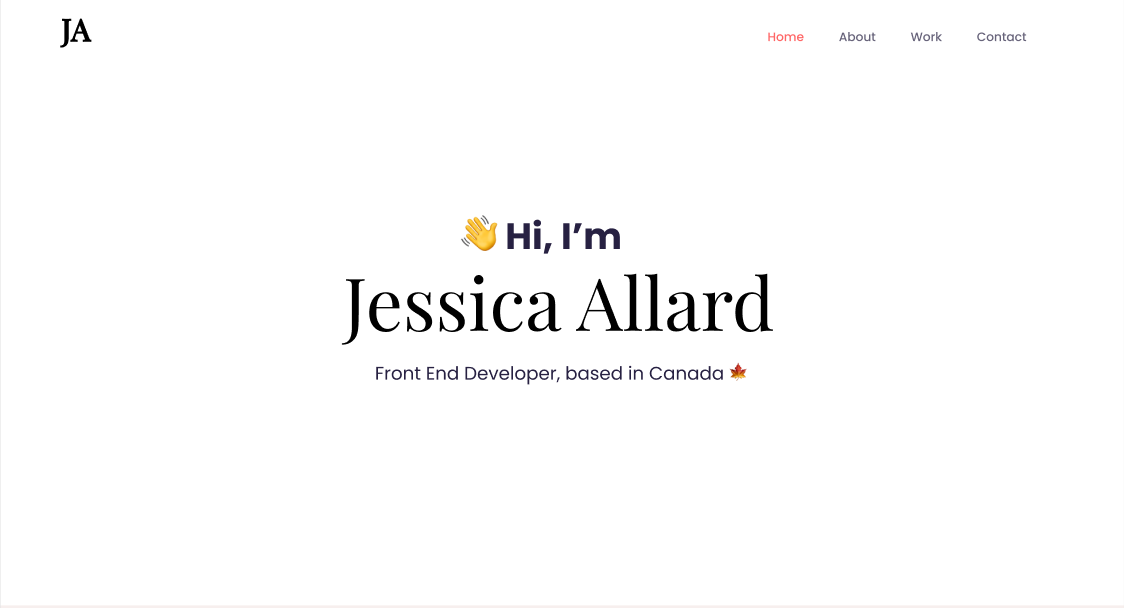 JA
Home About Work Contact
👋 Hi, I’m
Jessica Allard
Front End Developer, based in Canada 🍁